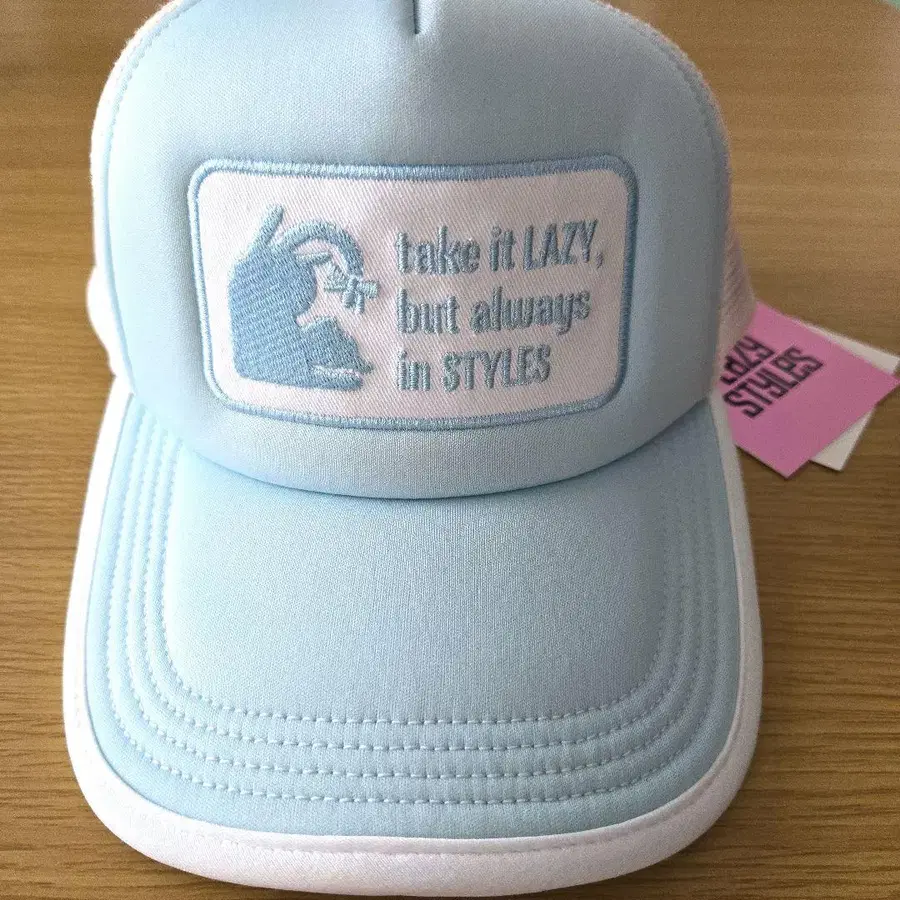 take it LAZY,
but always
in STYLES
LAZY
STYLES